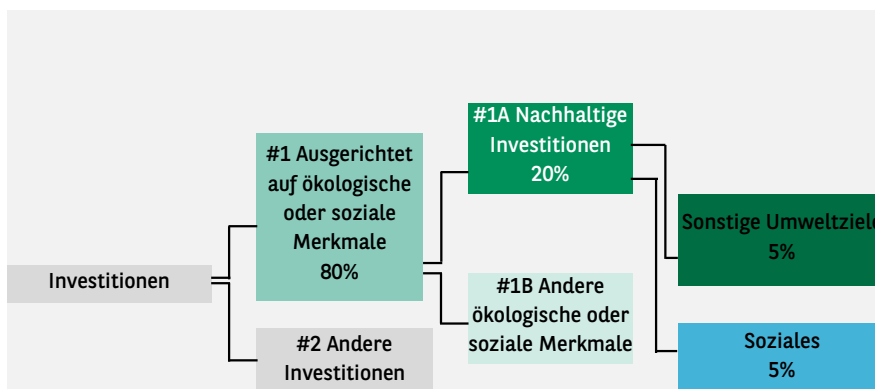 Investitionen
#1 Ausgerichtet
auf ökologische
oder soziale
Merkmale
80%
#2 Andere
Investitionen
#1A Nachhaltige
Investitionen
20%
#1B Andere
ökologische oder
soziale Merkmale
Sonstige Umweltziele
5%
Soziales
5%